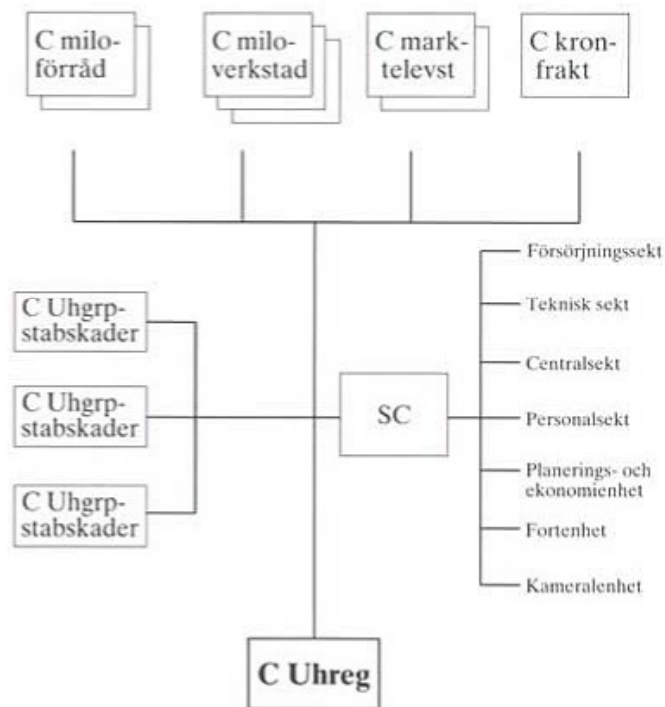 C milo-
förråd
C milo-
verkstad
C mark-
televst
C kron-
frakt
C Uhgrp-
stabskader
C Uhgrp-
stabskader
C Uhgrp-
stabskader
SC
Försörjningssekt
Teknisk sekt
Centralsekt
Personalsekt
Planerings- och
ekonomienhet
Fortenhet
Kameralenhet
C Uhreg